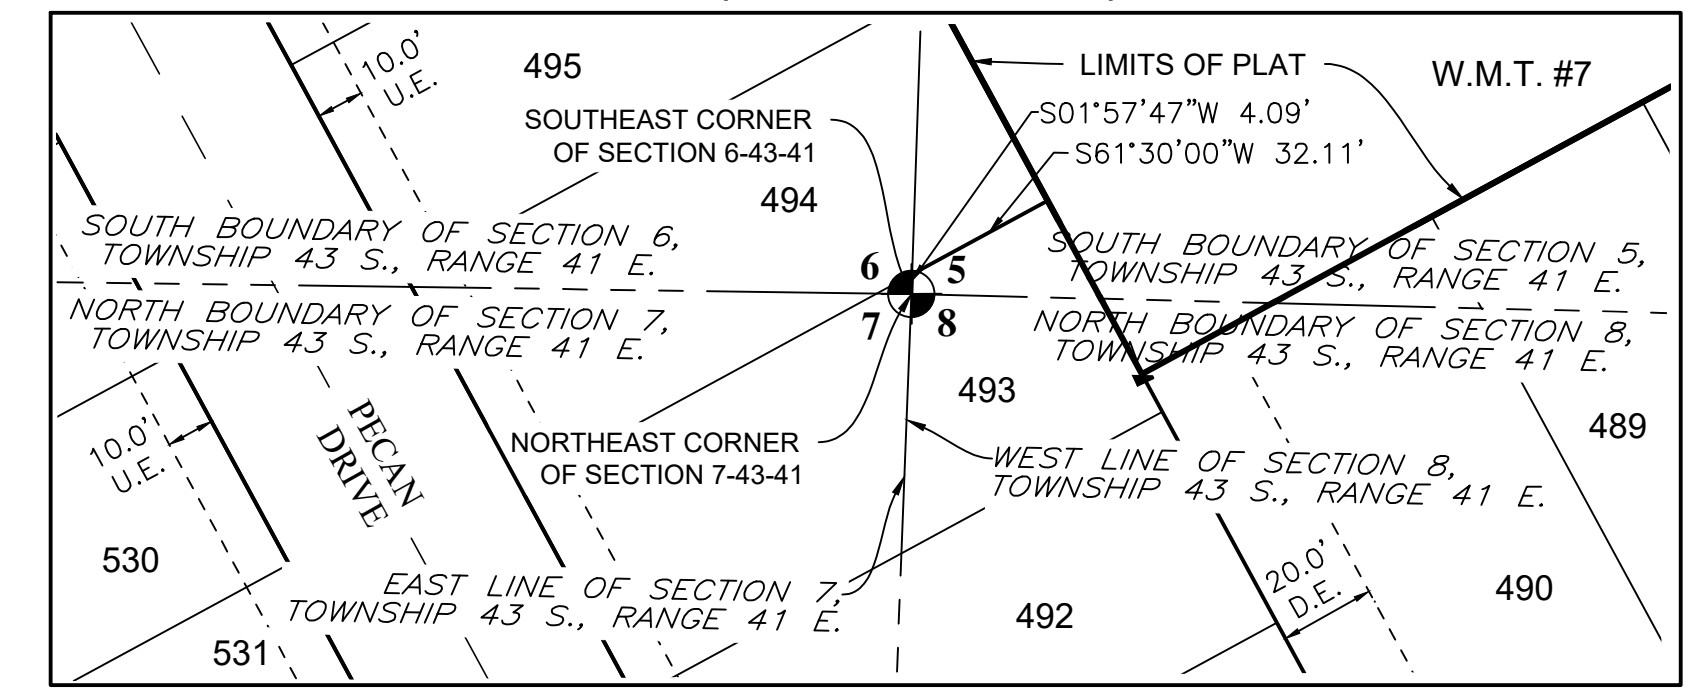 10.0'
U.E.
495
LIMITS OF PLAT
W.M.T. #7
SOUTHEAST CORNER
OF SECTION 6-43-41
S01°57'47"W 4.09'
S61°30'00"W 32.11'
494
SOUTH BOUNDARY OF SECTION 6,
TOWNSHIP 43 S., RANGE 41 E.
SOUTH BOUNDARY OF SECTION 5,
TOWNSHIP 43 S., RANGE 41 E.
6
5
7
8
NORTH BOUNDARY OF SECTION 7,
TOWNSHIP 43 S., RANGE 41 E.
NORTH BOUNDARY OF SECTION 8,
TOWNSHIP 43 S., RANGE 41 E.
493
489
10.0'
U.E.
PECAN
DRIVE
NORTHEAST CORNER
OF SECTION 7-43-41
WEST LINE OF SECTION 8,
TOWNSHIP 43 S., RANGE 41 E.
530
EAST LINE OF SECTION 7,
TOWNSHIP 43 S., RANGE 41 E.
492
20.0'
D.E.
490
531